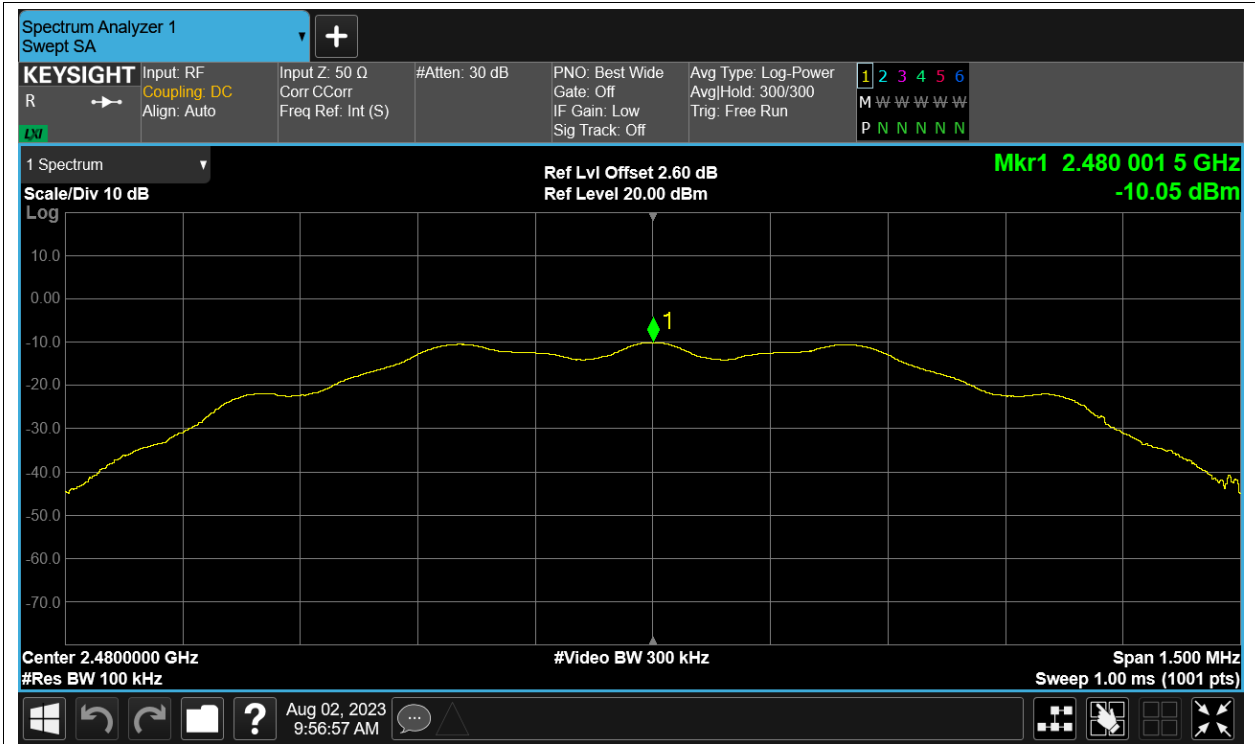 Spectrum Analyzer 1
Swept SA
KEYSIGHT
R
LXI
Input: RF
Coupling: DC
Align: Auto
Input Z: 50 Ω
Corr CCorr
Freq Ref: Int (S)
#Atten: 30 dB
PNO: Best Wide
Gate: Off
IF Gain: Low
Sig Track: Off
Avg Type: Log-Power
Avg|Hold: 300/300
Trig: Free Run
1 2 3 4 5 6
M W W W W W
P N N N N N
1 Spectrum
Scale/Div 10 dB
Log
Ref Lvl Offset 2.60 dB
Ref Level 20.00 dBm
Mkr1 2.480 001 5 GHz
-10.05 dBm
10.0
0.00
-10.0
-20.0
-30.0
-40.0
-50.0
-60.0
-70.0
1
Center 2.4800000 GHz
#Res BW 100 kHz
#Video BW 300 kHz
Span 1.500 MHz
Sweep 1.00 ms (1001 pts)
?
Aug 02, 2023
9:56:57 AM